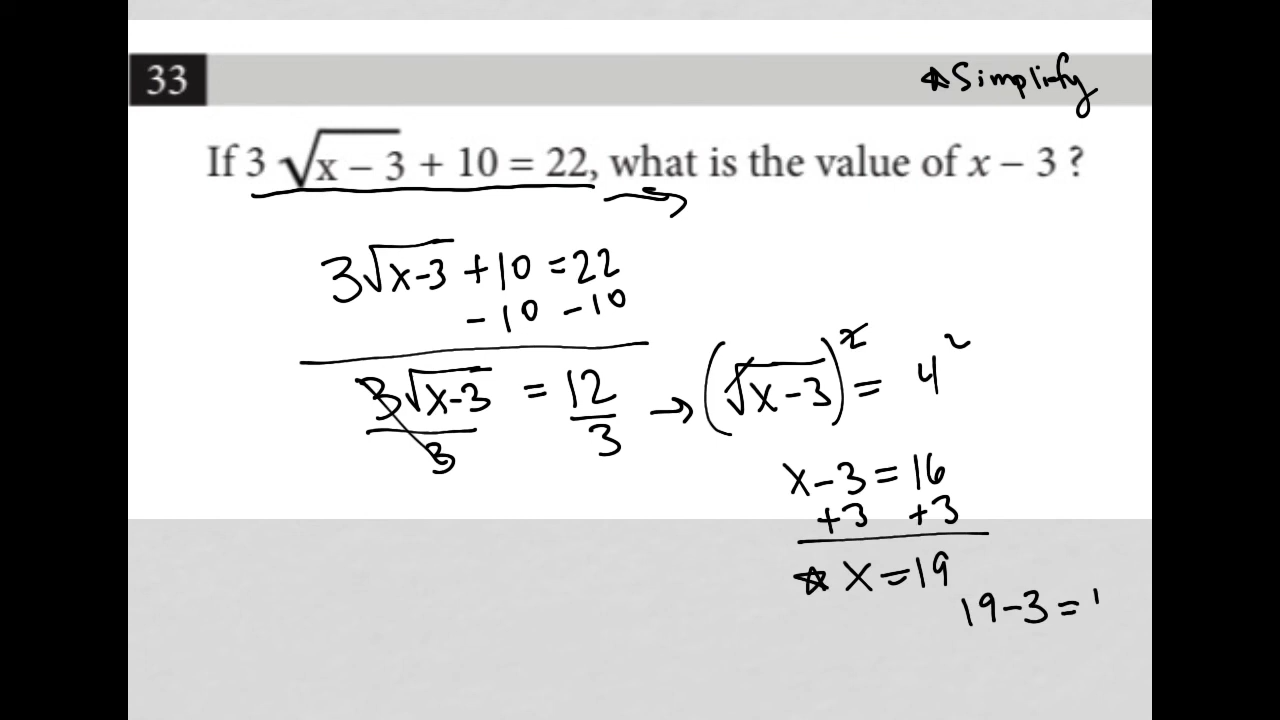 33
☆Simplify
If 3 √x − 3 + 10 = 22, what is the value of x − 3 ?
3√x-3 +10 = 22
-10 -10
3√x-3 = 12
3 3
→ (√x-3)² = 4²
x-3 = 16
+3 +3
☆ x = 19
19-3 = 1